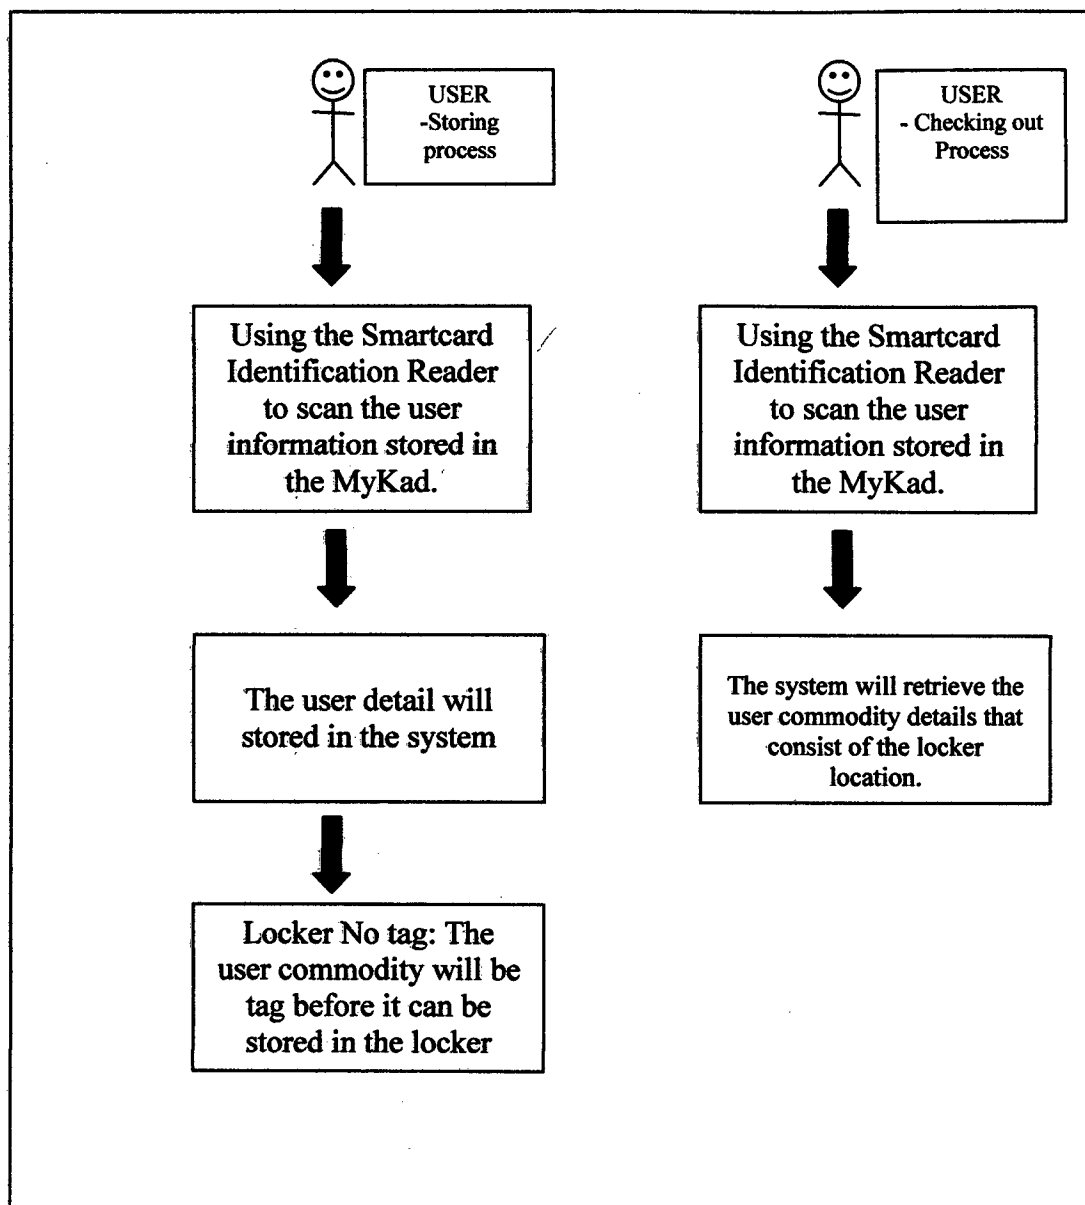 USER
-Storing
process
Using the Smartcard
Identification Reader
to scan the user
information stored in
the MyKad.
The user detail will
stored in the system
Locker No tag: The
user commodity will be
tag before it can be
stored in the locker
USER
- Checking out
Process
Using the Smartcard
Identification Reader
to scan the user
information stored in
the MyKad.
The system will retrieve the
user commodity details that
consist of the locker
location.